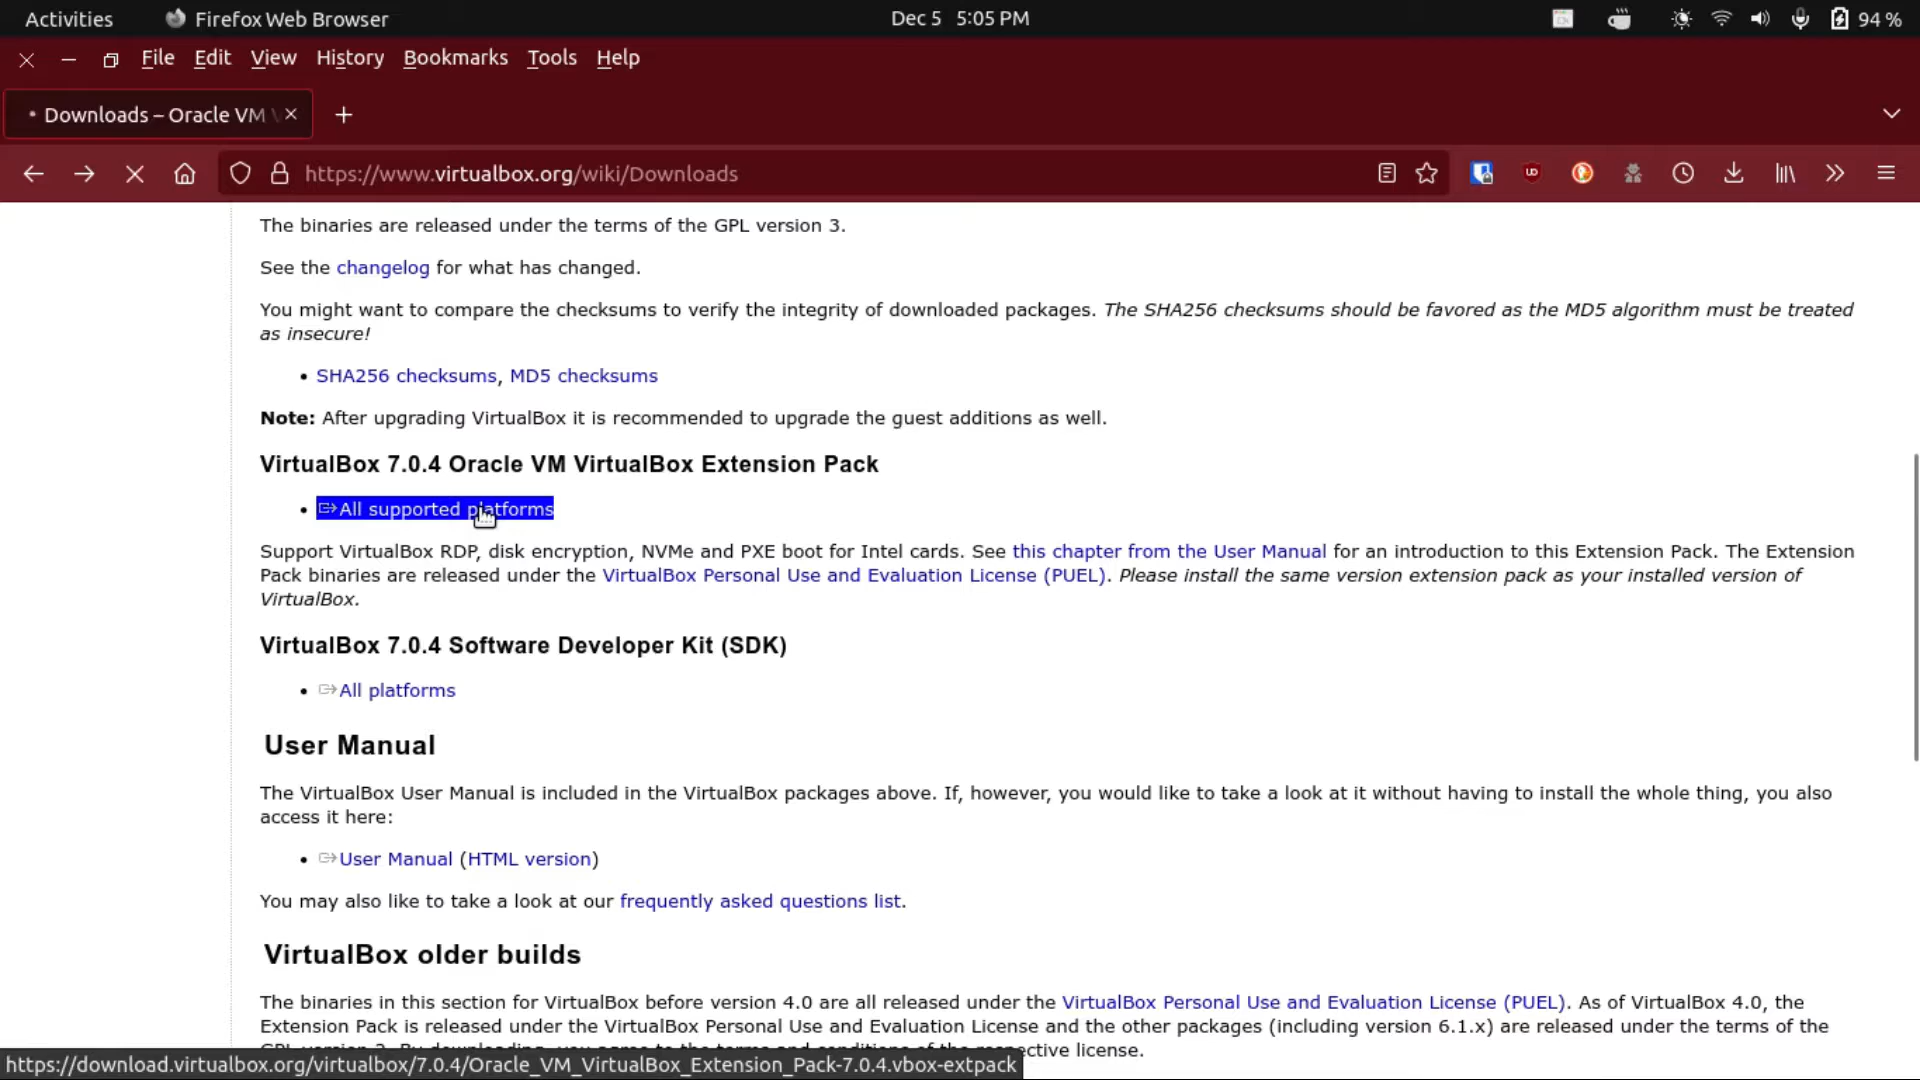 Activities Firefox Web Browser Dec 5 5:05 PM 94 %
File Edit View History Bookmarks Tools Help
Downloads – Oracle VM
https://www.virtualbox.org/wiki/Downloads
The binaries are released under the terms of the GPL version 3.
See the changelog for what has changed.
You might want to compare the checksums to verify the integrity of downloaded packages. The SHA256 checksums should be favored as the MD5 algorithm must be treated
as insecure!
• SHA256 checksums, MD5 checksums
Note: After upgrading VirtualBox it is recommended to upgrade the guest additions as well.
VirtualBox 7.0.4 Oracle VM VirtualBox Extension Pack
• All supported platforms
Support VirtualBox RDP, disk encryption, NVMe and PXE boot for Intel cards. See this chapter from the User Manual for an introduction to this Extension Pack. The Extension
Pack binaries are released under the VirtualBox Personal Use and Evaluation License (PUEL). Please install the same version extension pack as your installed version of
VirtualBox.
VirtualBox 7.0.4 Software Developer Kit (SDK)
• All platforms
User Manual
The VirtualBox User Manual is included in the VirtualBox packages above. If, however, you would like to take a look at it without having to install the whole thing, you also
access it here:
• User Manual (HTML version)
You may also like to take a look at our frequently asked questions list.
VirtualBox older builds
The binaries in this section for VirtualBox before version 4.0 are all released under the VirtualBox Personal Use and Evaluation License (PUEL). As of VirtualBox 4.0, the
Extension Pack is released under the VirtualBox Personal Use and Evaluation License and the other packages (including version 6.1.x) are released under the terms of the
license.
https://download.virtualbox.org/virtualbox/7.0.4/Oracle_VM_VirtualBox_Extension_Pack-7.0.4.vbox-extpack